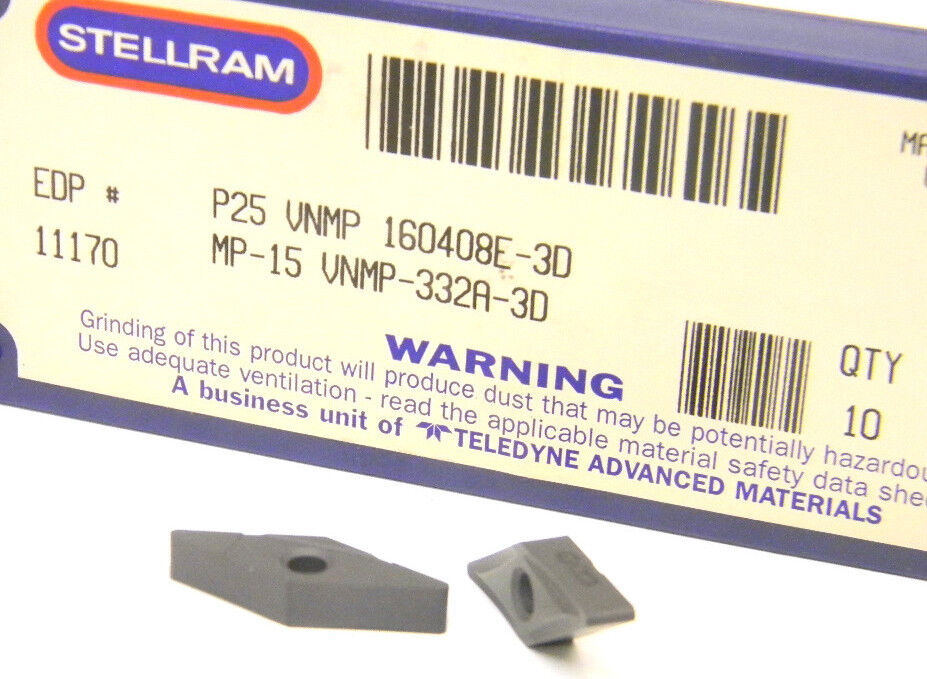 STELLRAM
EDP #
11170
P25 VNMP 160408E-3D
MP-15 VNMP-332A-3D
QTY
10
WARNING
Grinding of this product will produce dust that may be potentially
Use adequate ventilation - read the applicable material safety data
A business unit of TELEDYNE ADVANCED MATERIALS